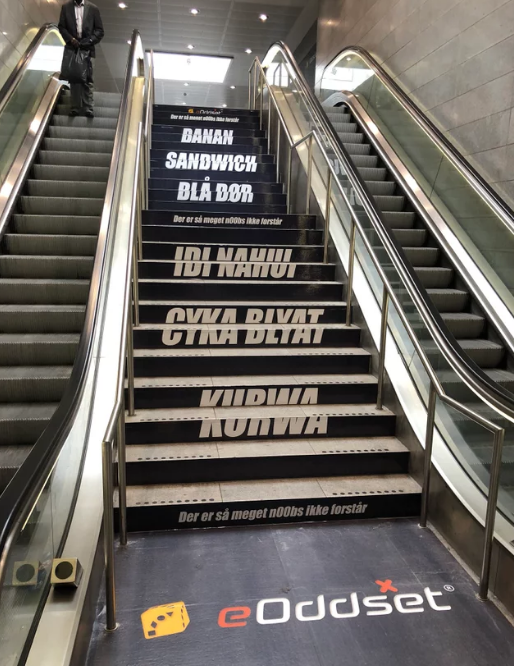 eOddset
Der er så meget n00bs ikke forstår
BANAN
SANDWICH
BLÅ DØR
Der er så meget n00bs ikke forstår
IDI NAHUI
CYKA BLYAT
KURWA
Der er så meget n00bs ikke forstår
eOddset®